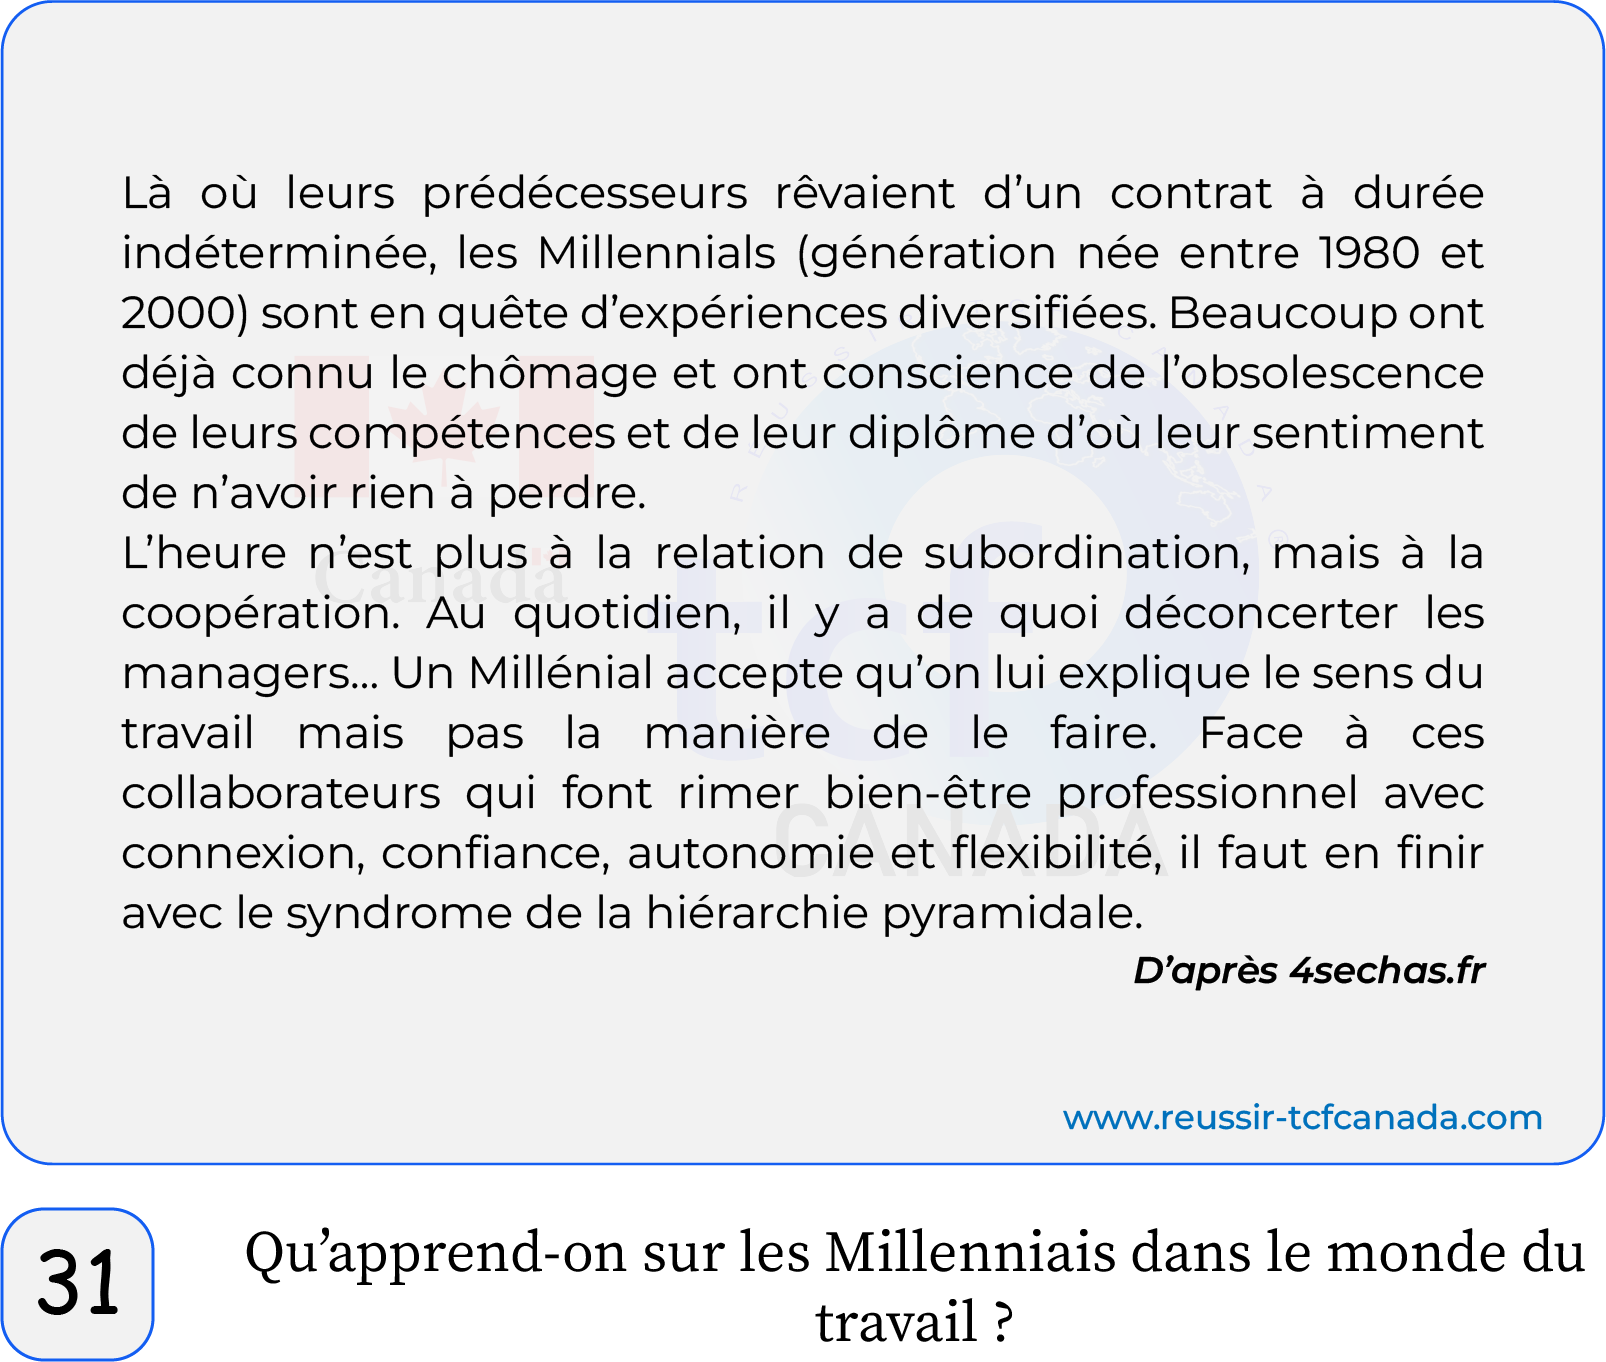 Là où leurs prédécesseurs rêvaient d’un contrat à durée
indéterminée, les Millennials (génération née entre 1980 et
2000) sont en quête d’expériences diversifiées. Beaucoup ont
déjà connu le chômage et ont conscience de l’obsolescence
de leurs compétences et de leur diplôme d’où leur sentiment
de n’avoir rien à perdre.
L’heure n’est plus à la relation de subordination, mais à la
coopération. Au quotidien, il y a de quoi déconcerter les
managers... Un Millénial accepte qu’on lui explique le sens du
travail mais pas la manière de le faire. Face à ces
collaborateurs qui font rimer bien-être professionnel avec
connexion, confiance, autonomie et flexibilité, il faut en finir
avec le syndrome de la hiérarchie pyramidale.
D’après 4sechas.fr
REUSSIR TCF CANADA
Canada
tcf
CANADA
www.reussir-tcfcanada.com
31
Qu’apprend-on sur les Millenniais dans le monde du
travail ?